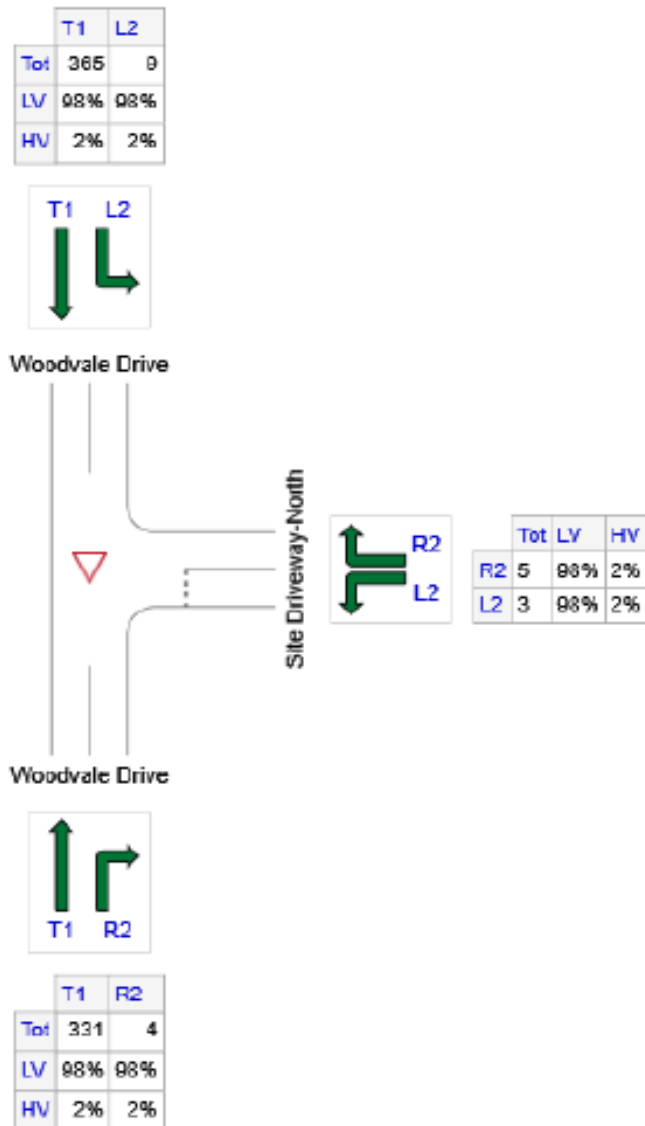 T1 L2
Tot 365 9
LV 98% 98%
HV 2% 2%
T1 L2
Woodvale Drive
Site Driveway-North
R2
L2
Tot LV HV
R2 5 98% 2%
L2 3 98% 2%
Woodvale Drive
T1 R2
T1 R2
Tot 331 4
LV 98% 98%
HV 2% 2%